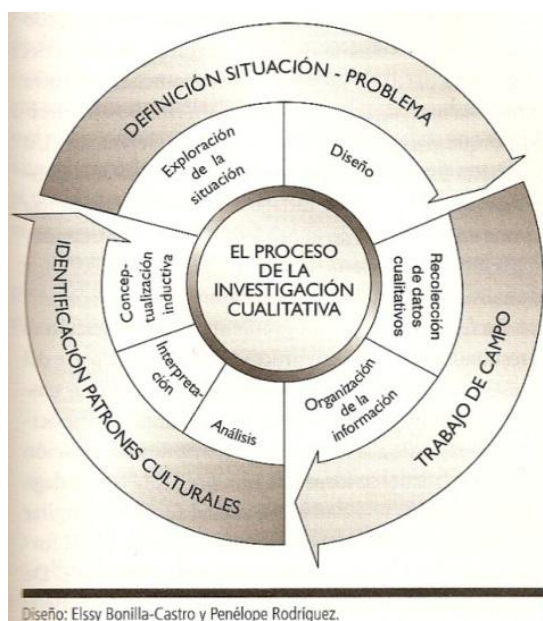 DEFINICIÓN SITUACIÓN - PROBLEMA
Exploración
de la
situación
Diseño
EL PROCESO
DE LA
INVESTIGACIÓN
CUALITATIVA
Recolección
de datos
cualitativos
TRABAJO DE CAMPO
Organización
de la
información
Análisis
Interpreta-
ción
Concep-
tualización
inductiva
IDENTIFICACIÓN PATRONES CULTURALES
Diseño: Elssy Bonilla-Castro y Penélope Rodríguez.